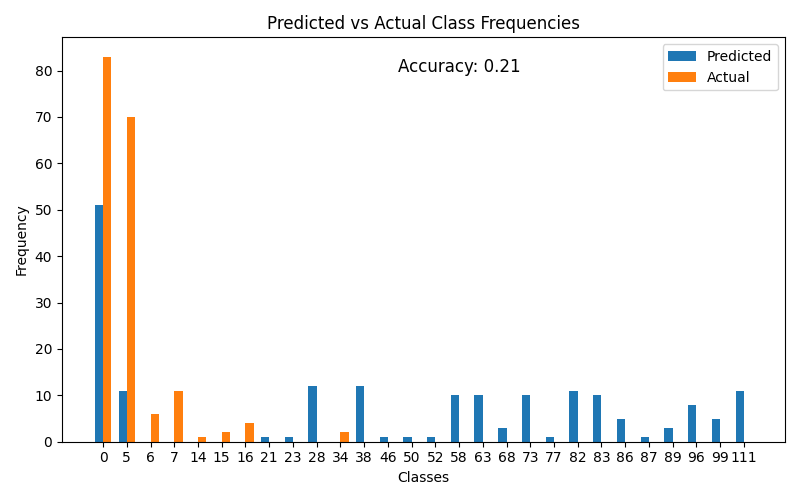 Predicted vs Actual Class Frequencies
Accuracy: 0.21
Predicted
Actual
Frequency
80
70
60
50
40
30
20
10
0
0 5 6 7 14 15 16 21 23 28 34 38 46 50 52 58 63 68 73 77 82 83 86 87 89 96 99 111
Classes